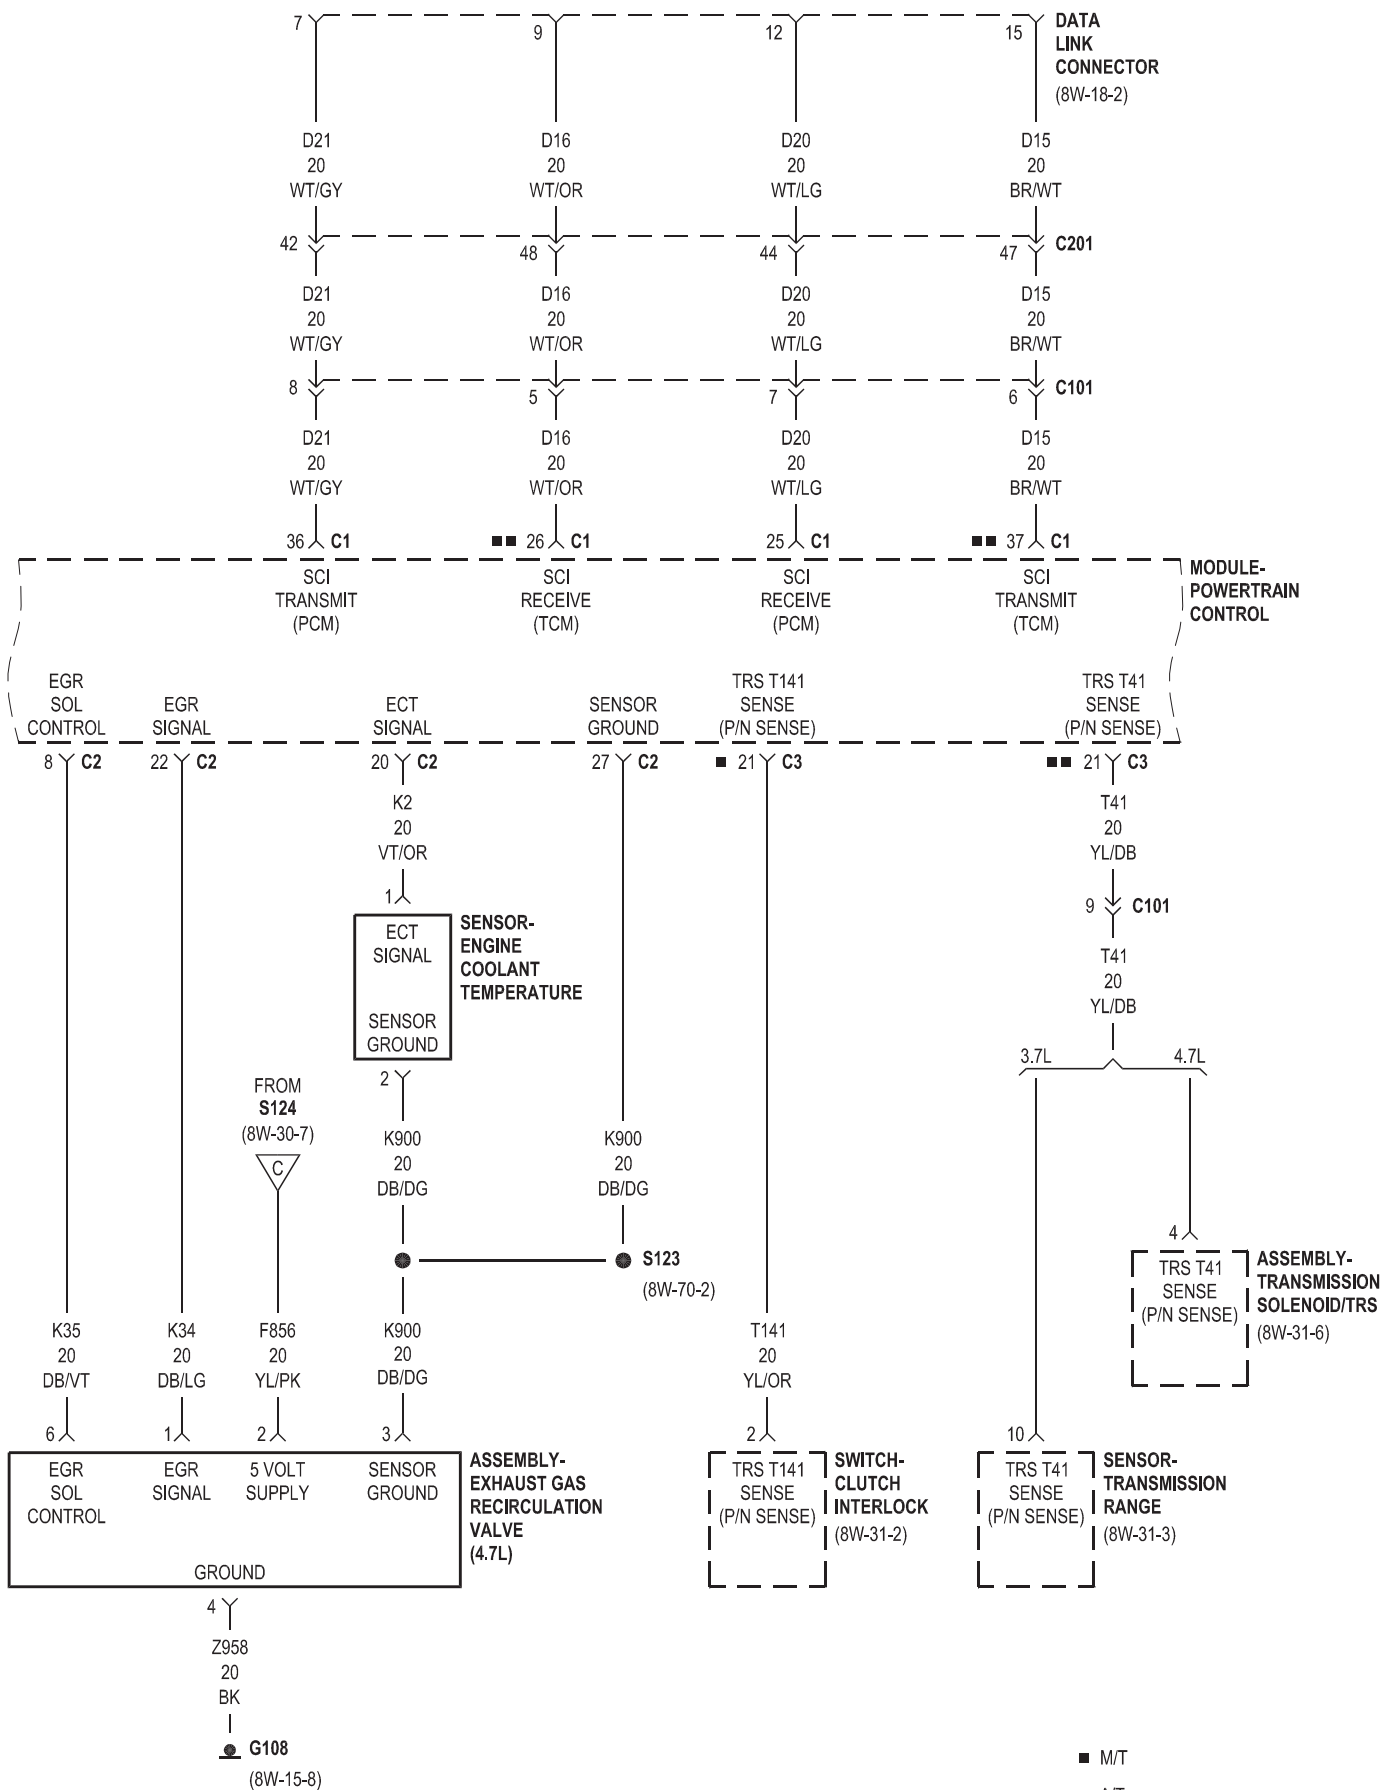 7
9
12
15
DATA
LINK
CONNECTOR
(8W-18-2)
D21
20
WT/GY
D16
20
WT/OR
D20
20
WT/LG
D15
20
BR/WT
42
48
44
47
C201
D21
20
WT/GY
D16
20
WT/OR
D20
20
WT/LG
D15
20
BR/WT
8
5
7
6
C101
D21
20
WT/GY
D16
20
WT/OR
D20
20
WT/LG
D15
20
BR/WT
36 C1
■■ 26 C1
25 C1
■■ 37 C1
SCI
TRANSMIT
(PCM)
SCI
RECEIVE
(TCM)
SCI
RECEIVE
(PCM)
SCI
TRANSMIT
(TCM)
MODULE-
POWERTRAIN
CONTROL
EGR
SOL
CONTROL
EGR
SIGNAL
ECT
SIGNAL
SENSOR
GROUND
TRS T141
SENSE
(P/N SENSE)
TRS T41
SENSE
(P/N SENSE)
8 C2
22 C2
20 C2
27 C2
■ 21 C3
■■ 21 C3
K2
20
VT/OR
T41
20
YL/DB
1
9 C101
ECT
SIGNAL
SENSOR
GROUND
SENSOR-
ENGINE
COOLANT
TEMPERATURE
T41
20
YL/DB
2
3.7L
4.7L
FROM
S124
(8W-30-7)
C
K900
20
DB/DG
K900
20
DB/DG
S123
(8W-70-2)
4
TRS T41
SENSE
(P/N SENSE)
ASSEMBLY-
TRANSMISSION
SOLENOID/TRS
(8W-31-6)
K35
20
DB/VT
K34
20
DB/LG
F856
20
YL/PK
K900
20
DB/DG
T141
20
YL/OR
6
1
2
3
2
10
EGR
SOL
CONTROL
EGR
SIGNAL
5 VOLT
SUPPLY
SENSOR
GROUND
GROUND
ASSEMBLY-
EXHAUST GAS
RECIRCULATION
VALVE
(4.7L)
TRS T141
SENSE
(P/N SENSE)
SWITCH-
CLUTCH
INTERLOCK
(8W-31-2)
TRS T41
SENSE
(P/N SENSE)
SENSOR-
TRANSMISSION
RANGE
(8W-31-3)
4
Z958
20
BK
G108
(8W-15-8)
■ M/T